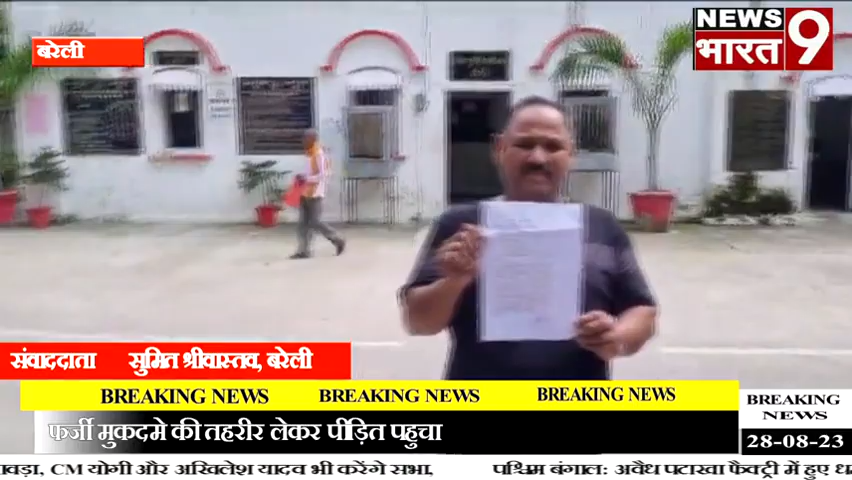 बरेली
NEWS
भारत 9
संवाददाता सुमित श्रीवास्तव, बरेली
BREAKING NEWS BREAKING NEWS BREAKING NEWS
BREAKING NEWS
फर्जी मुकदमे की तहरीर लेकर पीड़ित पहुचा
28-08-23
CM योगी और अखिलेश यादव भी करेंगे सभा, पश्चिम बंगाल: अवैध पटाखा फैक्ट्री में हुए